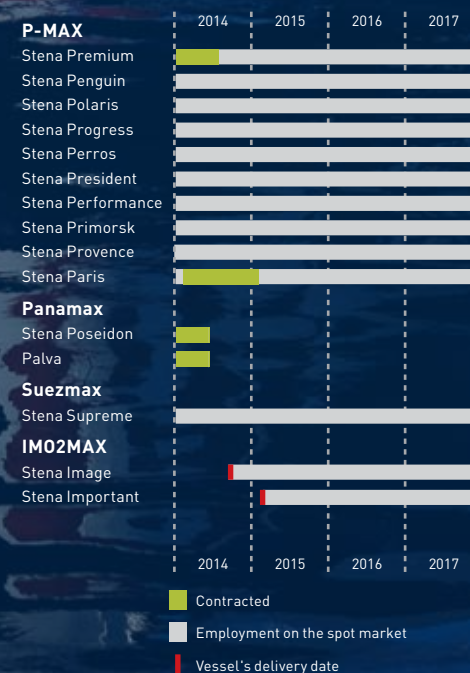 2014 2015 2016 2017
P-MAX
Stena Premium
Stena Penguin
Stena Polaris
Stena Progress
Stena Perros
Stena President
Stena Performance
Stena Primorsk
Stena Provence
Stena Paris
Panamax
Stena Poseidon
Palva
Suezmax
Stena Supreme
IMO2MAX
Stena Image
Stena Important
2014 2015 2016 2017
Contracted
Employment on the spot market
Vessel's delivery date